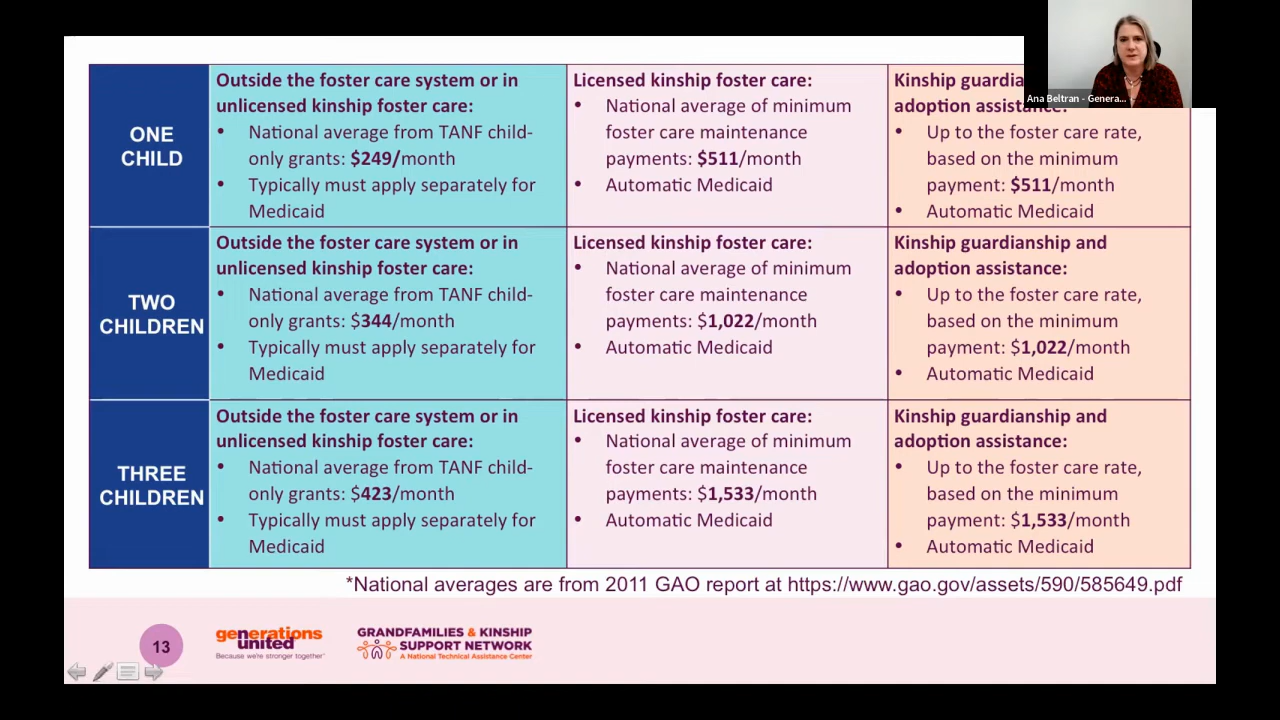 Ana Beltran - Genera...
ONE
CHILD
Outside the foster care system or in
unlicensed kinship foster care:
• National average from TANF child-
only grants: $249/month
• Typically must apply separately for
Medicaid
Licensed kinship foster care:
• National average of minimum
foster care maintenance
payments: $511/month
• Automatic Medicaid
Kinship guardia
adoption assistance:
• Up to the foster care rate,
based on the minimum
payment: $511/month
• Automatic Medicaid
TWO
CHILDREN
Outside the foster care system or in
unlicensed kinship foster care:
• National average from TANF child-
only grants: $344/month
• Typically must apply separately for
Medicaid
Licensed kinship foster care:
• National average of minimum
foster care maintenance
payments: $1,022/month
• Automatic Medicaid
Kinship guardianship and
adoption assistance:
• Up to the foster care rate,
based on the minimum
payment: $1,022/month
• Automatic Medicaid
THREE
CHILDREN
Outside the foster care system or in
unlicensed kinship foster care:
• National average from TANF child-
only grants: $423/month
• Typically must apply separately for
Medicaid
Licensed kinship foster care:
• National average of minimum
foster care maintenance
payments: $1,533/month
• Automatic Medicaid
Kinship guardianship and
adoption assistance:
• Up to the foster care rate,
based on the minimum
payment: $1,533/month
• Automatic Medicaid
*National averages are from 2011 GAO report at https://www.gao.gov/assets/590/585649.pdf
13
generations
united
Because we're stronger together®
GRANDFAMILIES & KINSHIP
SUPPORT NETWORK
A National Technical Assistance Center